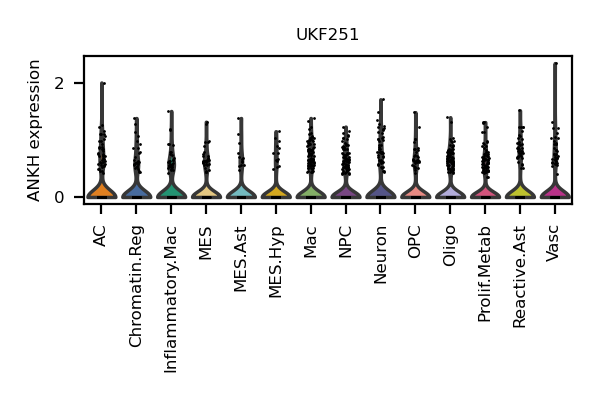 UKF251
ANKH expression
2
0
AC
Chromatin.Reg
Inflammatory.Mac
MES
MES.Ast
MES.Hyp
Mac
NPC
Neuron
OPC
Oligo
Prolif.Metab
Reactive.Ast
Vasc